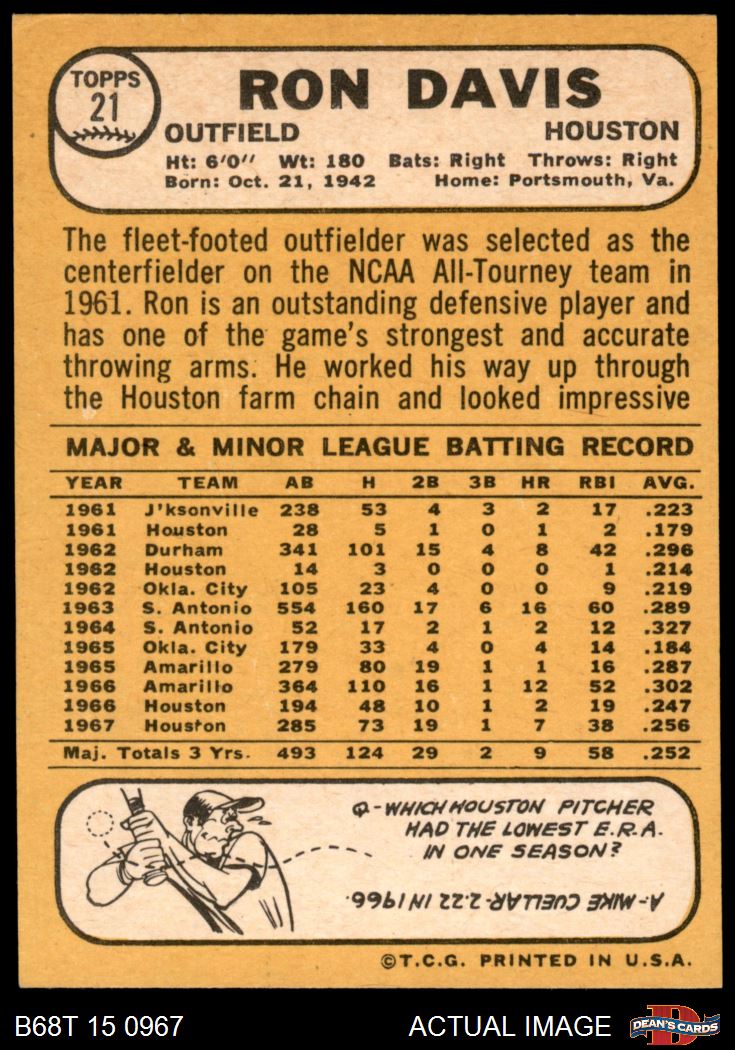 TOPPS
21
RON DAVIS
OUTFIELD HOUSTON
Ht: 6'0" Wt: 180 Bats: Right Throws: Right
Born: Oct. 21, 1942 Home: Portsmouth, Va.
The fleet-footed outfielder was selected as the
centerfielder on the NCAA All-Tourney team in
1961. Ron is an outstanding defensive player and
has one of the game's strongest and accurate
throwing arms. He worked his way up through
the Houston farm chain and looked impressive
MAJOR & MINOR LEAGUE BATTING RECORD
YEAR TEAM AB H 2B 3B HR RBI AVG.
1961 J'ksonville 238 53 4 3 2 17 .223
1961 Houston 28 5 1 0 1 2 .179
1962 Durham 341 101 15 4 8 42 .296
1962 Houston 14 3 0 0 0 1 .214
1962 Okla. City 105 23 4 0 0 9 .219
1963 S. Antonio 554 160 17 6 16 60 .289
1964 S. Antonio 52 17 2 1 2 12 .327
1965 Okla. City 179 33 4 0 4 14 .184
1965 Amarillo 279 80 19 1 1 16 .287
1966 Amarillo 364 110 16 1 12 52 .302
1966 Houston 194 48 10 1 2 19 .247
1967 Houston 285 73 19 1 7 38 .256
Maj. Totals 3 Yrs. 493 124 29 2 9 58 .252
Q-WHICH HOUSTON PITCHER
HAD THE LOWEST E.R.A.
IN ONE SEASON?
A-MIKE CUELLAR-2.22 IN 1966.
©T.C.G. PRINTED IN U.S.A.
B68T 15 0967 ACTUAL IMAGE
D
DEAN'S CARDS